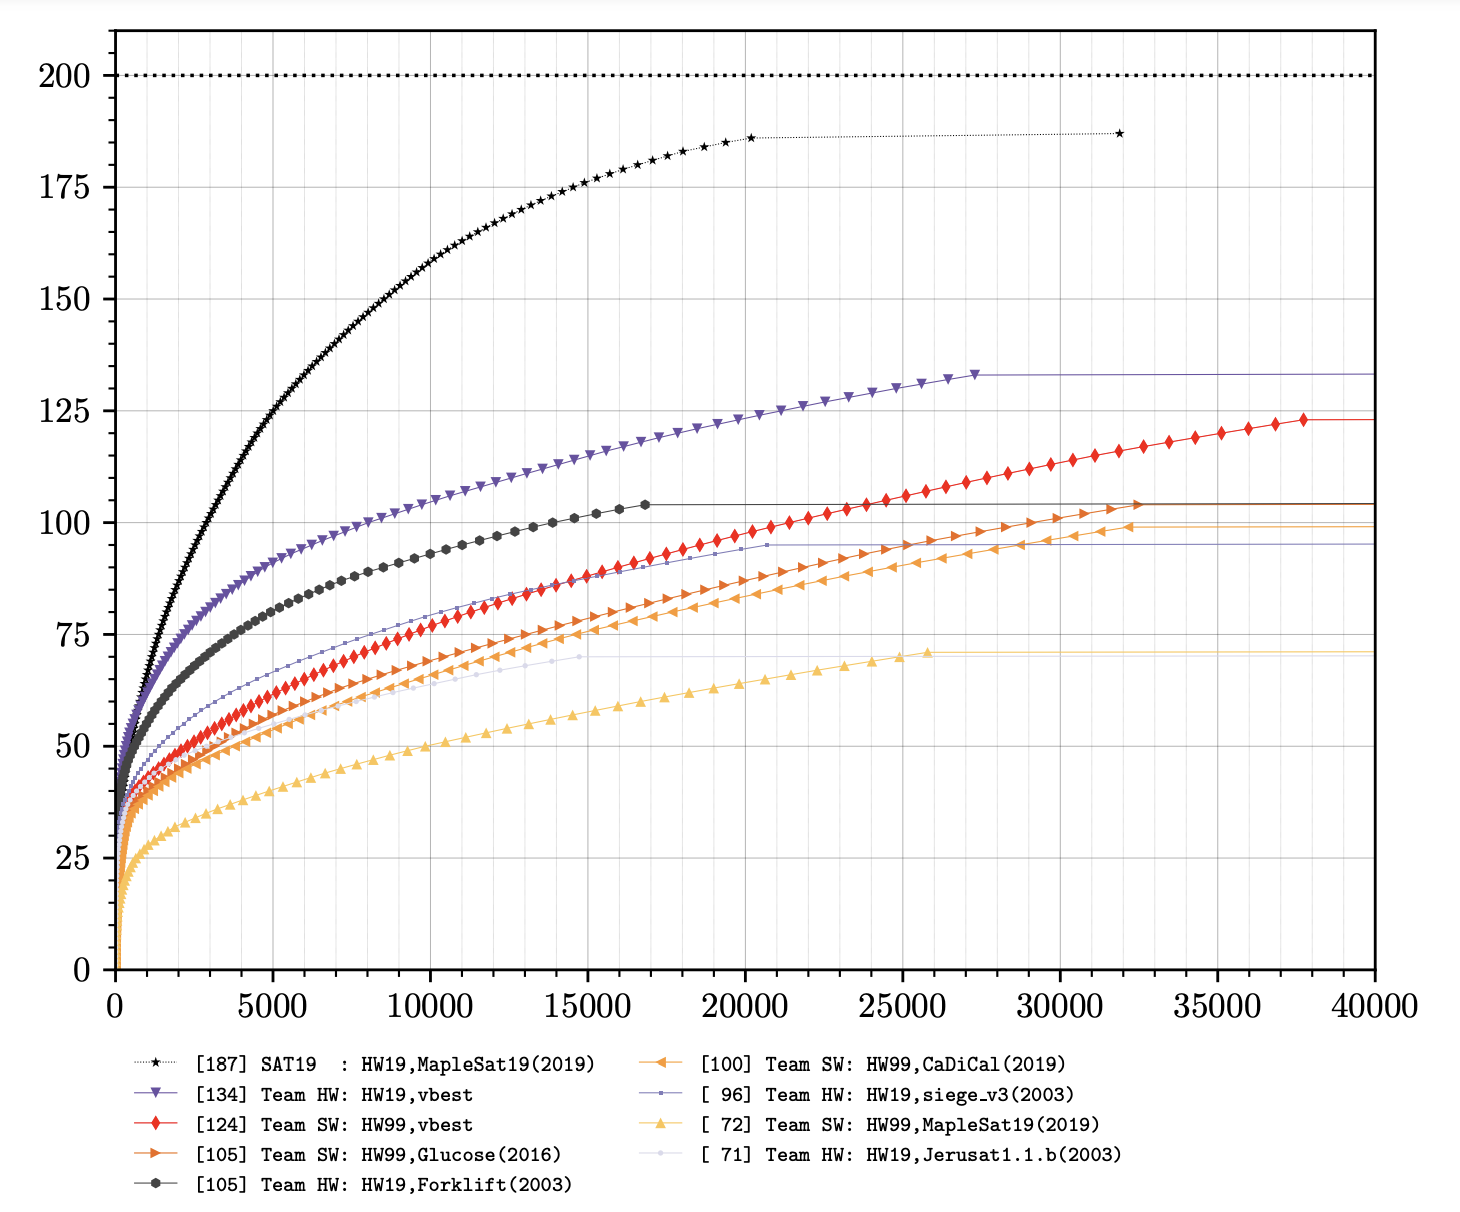 200
175
150
125
100
75
50
25
0
0 5000 10000 15000 20000 25000 30000 35000 40000
[187] SAT19  : HW19,MapleSat19(2019)
[134] Team HW: HW19,vbest
[124] Team SW: HW99,vbest
[105] Team SW: HW99,Glucose(2016)
[105] Team HW: HW19,Forklift(2003)
[100] Team SW: HW99,CaDiCal(2019)
[ 96] Team HW: HW19,siege_v3(2003)
[ 72] Team SW: HW99,MapleSat19(2019)
[ 71] Team HW: HW19,Jerusat1.1.b(2003)